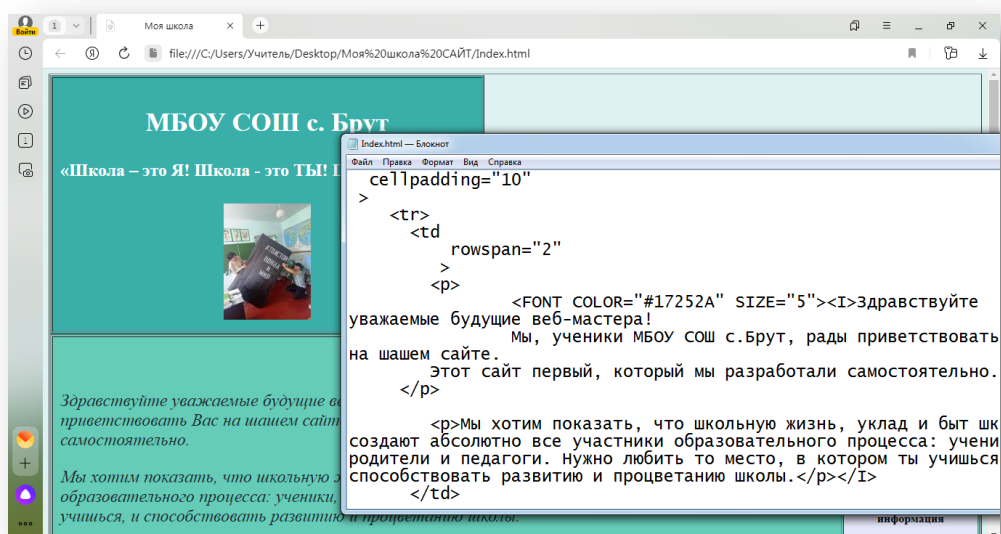 Войти
1
Моя школа
file:///C:/Users/Учитель/Desktop/Моя%20школа%20САЙТ/Index.html
1
МБОУ СОШ с. Брут
«Школа – это Я! Школа - это ТЫ!
Здравствуйте уважаемые будущие
приветствовать Вас на шашем
самостоятельно.
Мы хотим показать, что школьную
образовательного процесса: ученики,
учишься, и способствовать развитию и процветанию школы.
информация
Index.html — Блокнот
Файл Правка Формат Вид Справка
cellpadding="10"
>
<tr>
<td
rowspan="2"
>
<p>
<FONT COLOR="#17252A" SIZE="5"><I>Здравствуйте
уважаемые будущие веб-мастера!
Мы, ученики МБОУ СОШ с.Брут, рады приветствовать
на шашем сайте.
Этот сайт первый, который мы разработали самостоятельно.
</p>
<p>Мы хотим показать, что школьную жизнь, уклад и быт шк
создают абсолютно все участники образовательного процесса: учени
родители и педагоги. Нужно любить то место, в котором ты учишься
способствовать развитию и процветанию школы.</p></I>
</td>